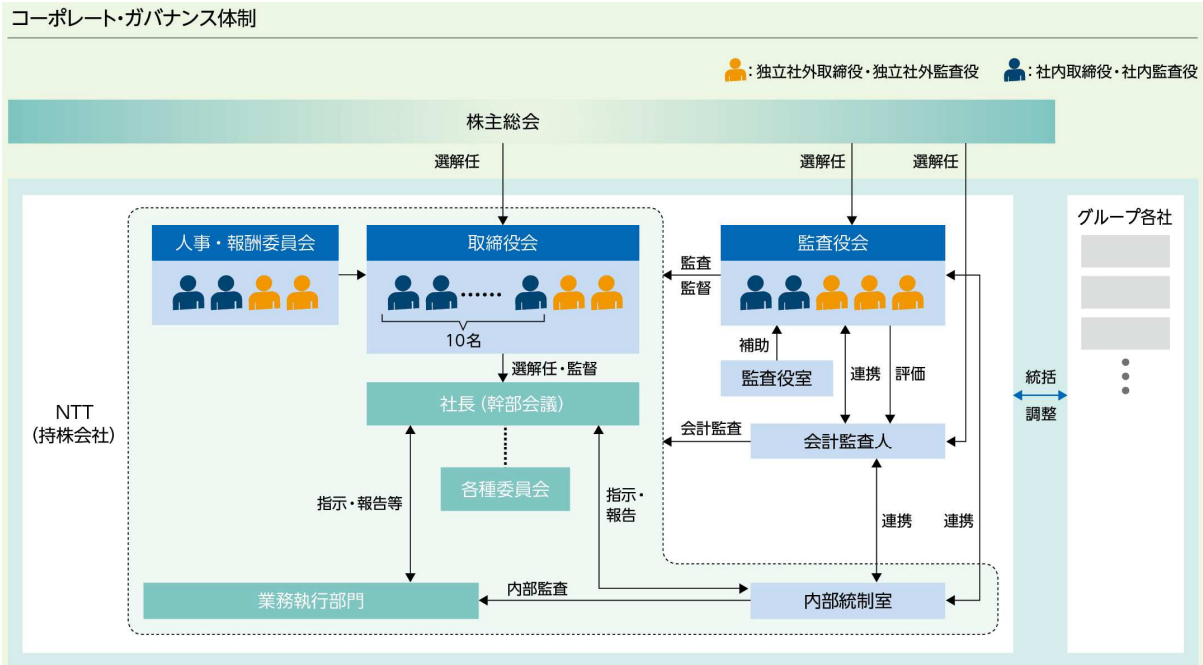 コーポレート・ガバナンス体制
：独立社外取締役・独立社外監査役
：社内取締役・社内監査役
株主総会
選解任
選解任
選解任
グループ各社
人事・報酬委員会
取締役会
監査役会
監査
監督
10名
補助
監査役室
連携
評価
選解任・監督
社長（幹部会議）
統括
調整
NTT
（持株会社）
会計監査
会計監査人
各種委員会
指示・報告等
指示・
報告
連携
連携
業務執行部門
内部監査
内部統制室